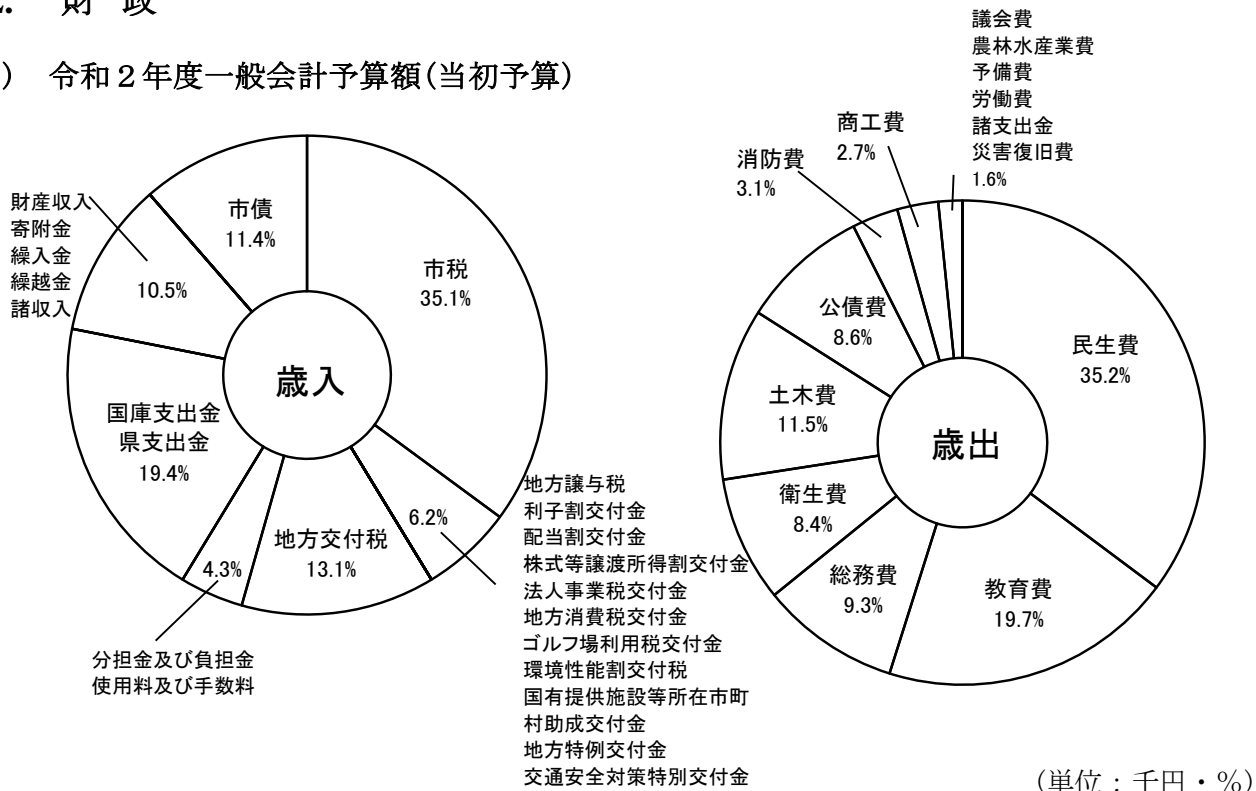 財 政
) 令和２年度一般会計予算額(当初予算)
財産収入
寄附金
繰入金
繰越金
諸収入
10.5%
市債
11.4%
市税
35.1%
歳入
国庫支出金
県支出金
19.4%
4.3%
分担金及び負担金
使用料及び手数料
地方交付税
13.1%
6.2%
地方譲与税
利子割交付金
配当割交付金
株式等譲渡所得割交付金
法人事業税交付金
地方消費税交付金
ゴルフ場利用税交付金
環境性能割交付税
国有提供施設等所在市町
村助成交付金
地方特例交付金
交通安全対策特別交付金
議会費
農林水産業費
予備費
労働費
諸支出金
災害復旧費
1.6%
商工費
2.7%
消防費
3.1%
公債費
8.6%
民生費
35.2%
土木費
11.5%
歳出
衛生費
8.4%
総務費
9.3%
教育費
19.7%
(単位：千円・％)